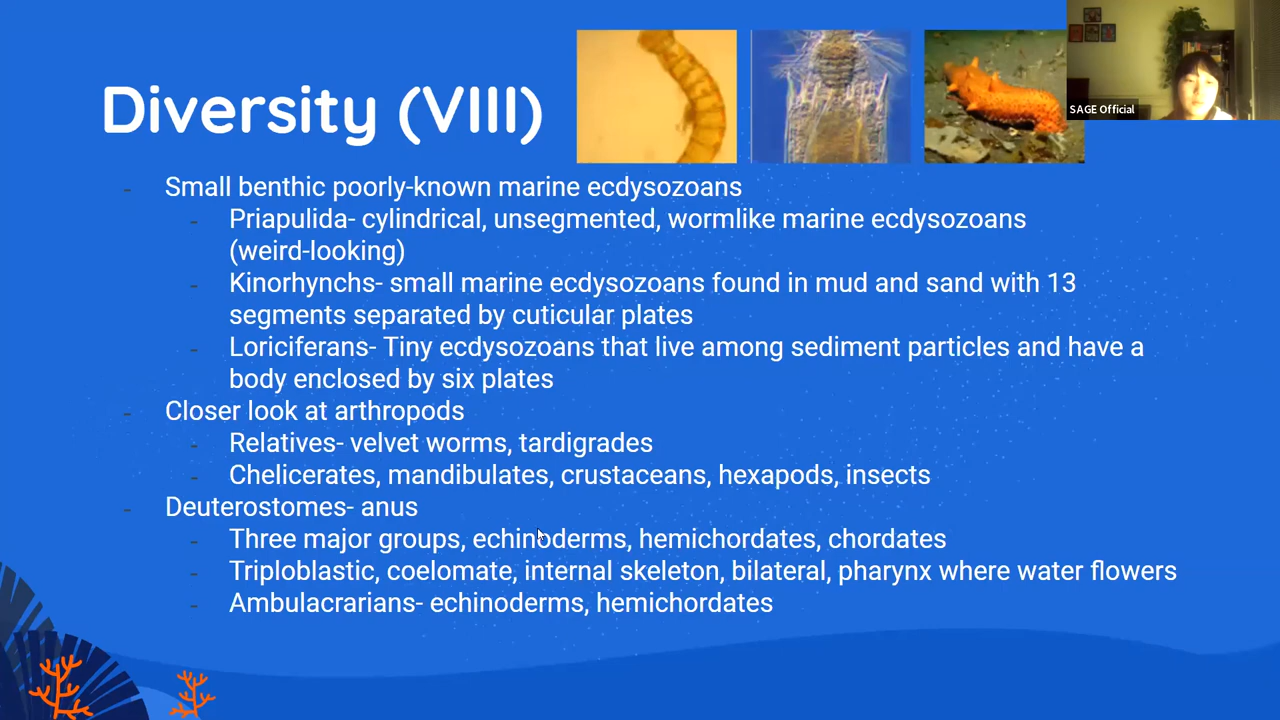 Diversity (VIII)
SAGE Official
- Small benthic poorly-known marine ecdysozoans
- Priapulida- cylindrical, unsegmented, wormlike marine ecdysozoans
(weird-looking)
- Kinorhynchs- small marine ecdysozoans found in mud and sand with 13
segments separated by cuticular plates
- Loriciferans- Tiny ecdysozoans that live among sediment particles and have a
body enclosed by six plates
- Closer look at arthropods
- Relatives- velvet worms, tardigrades
- Chelicerates, mandibulates, crustaceans, hexapods, insects
- Deuterostomes- anus
- Three major groups, echinoderms, hemichordates, chordates
- Triploblastic, coelomate, internal skeleton, bilateral, pharynx where water flowers
- Ambulacrarians- echinoderms, hemichordates